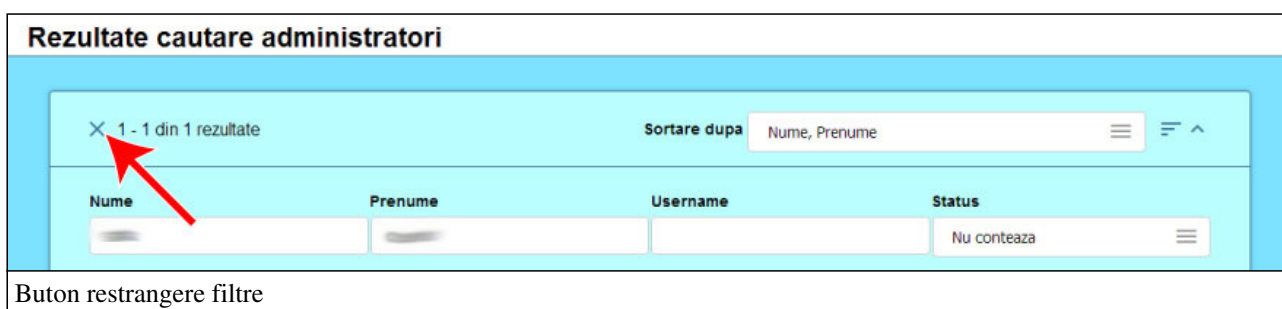 Rezultate cautare administratori
1 - 1 din 1 rezultate Sortare dupa Nume, Prenume
Nume Prenume Username Status
Nu conteaza
Buton restrangere filtre